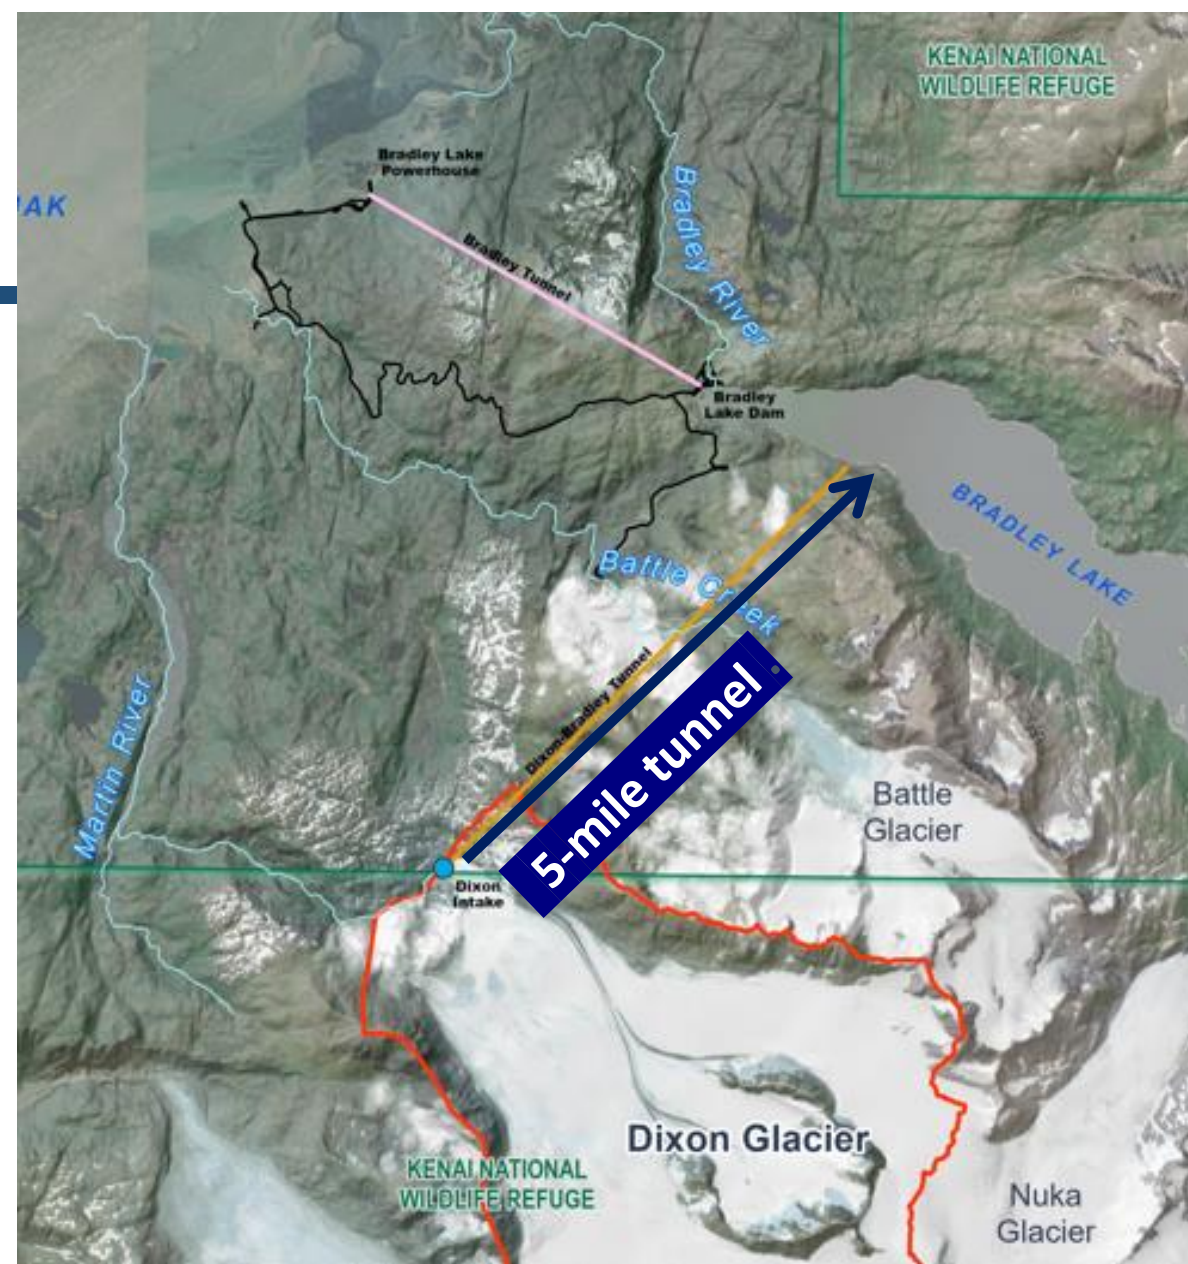 KENAI NATIONAL
WILDLIFE REFUGE
Bradley Lake
Powerhouse
Bradley River
Bradley Tunnel
Bradley
Lake Dam
BRADLEY LAKE
Battle Creek
Dixon-Bradley Tunnel
5-mile tunnel
Martin River
Battle
Glacier
Dixon
Intake
Dixon Glacier
KENAI NATIONAL
WILDLIFE REFUGE
Nuka
Glacier